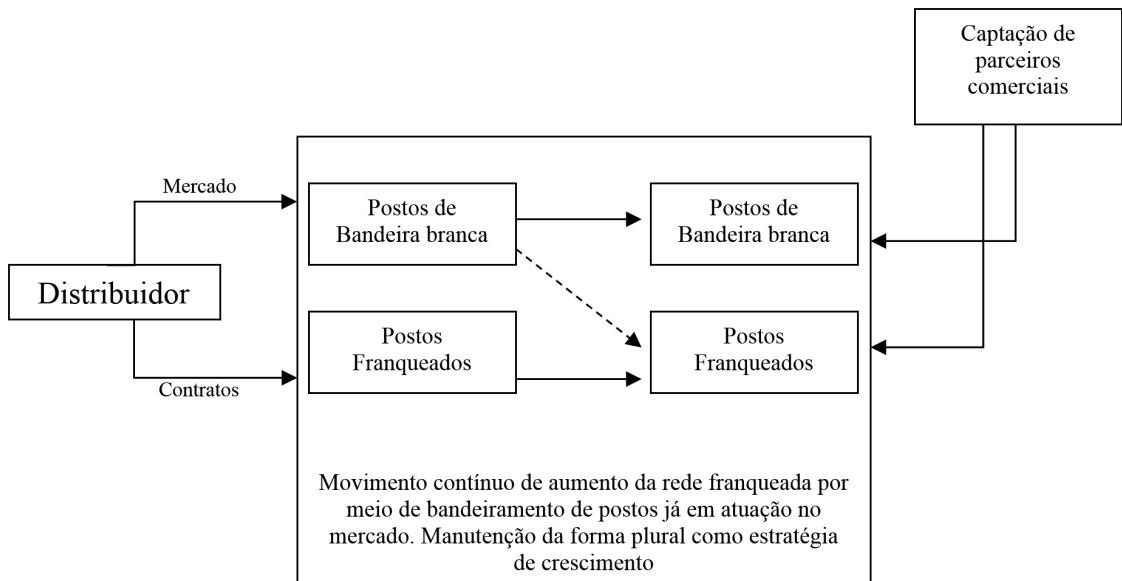 Captação de
parceiros
comerciais
Mercado
Postos de
Bandeira branca
Postos de
Bandeira branca
Distribuidor
Postos
Franqueados
Postos
Franqueados
Contratos
Movimento contínuo de aumento da rede franqueada por
meio de bandeiramento de postos já em atuação no
mercado. Manutenção da forma plural como estratégia
de crescimento